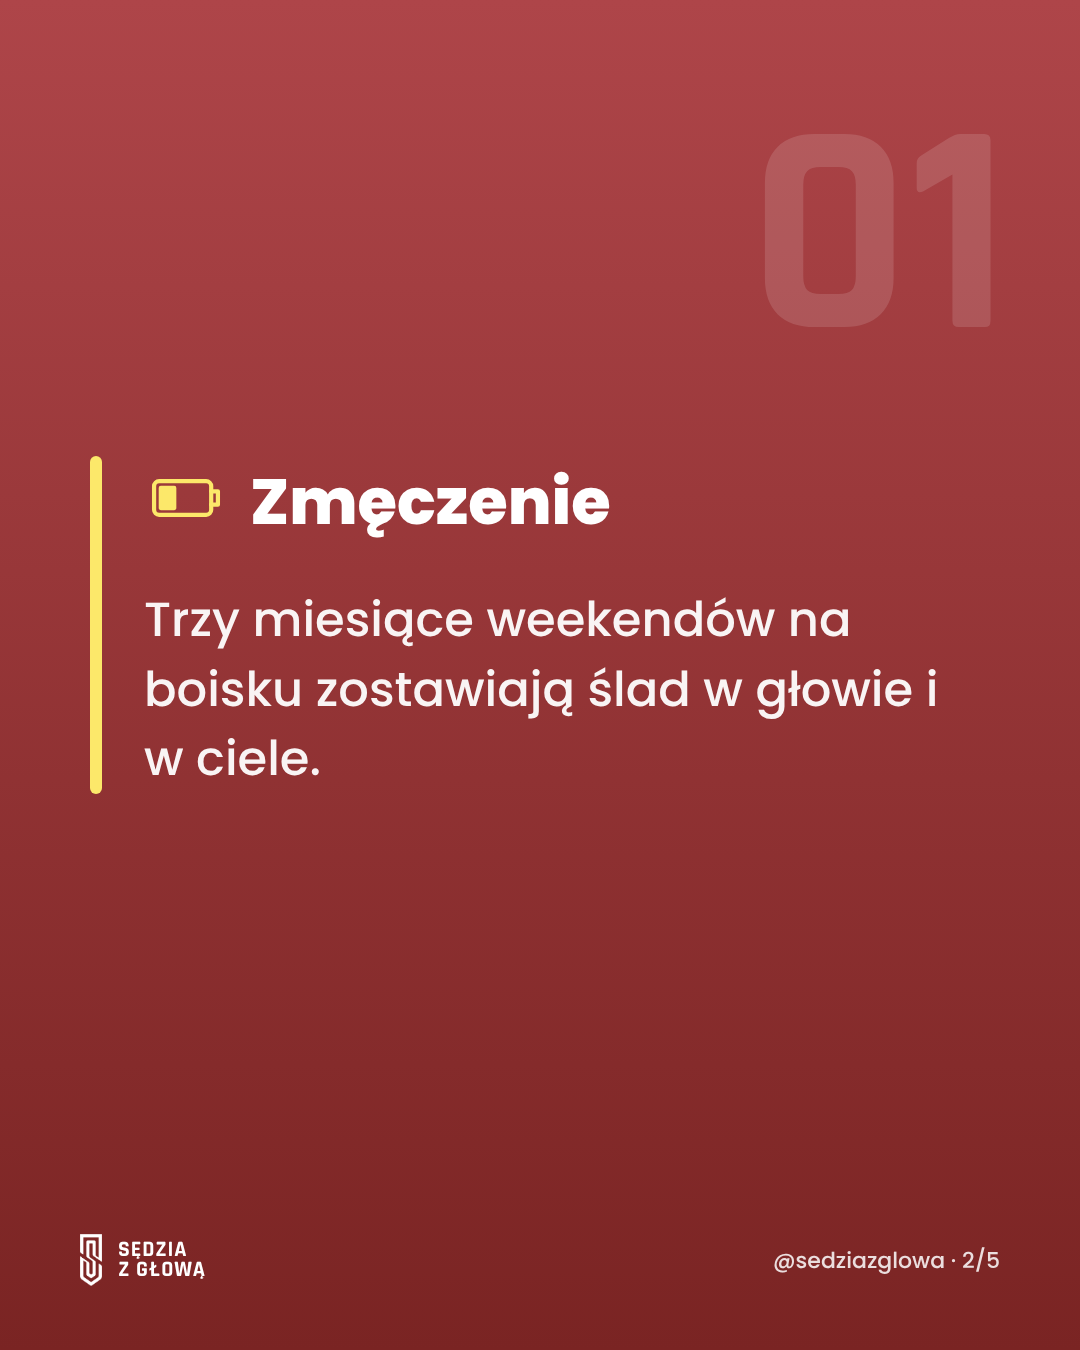 01
Zmęczenie
Trzy miesiące weekendów na
boisku zostawiają ślad w głowie i
w ciele.
SĘDZIA
Z GŁOWĄ
@sedziazglowa · 2/5